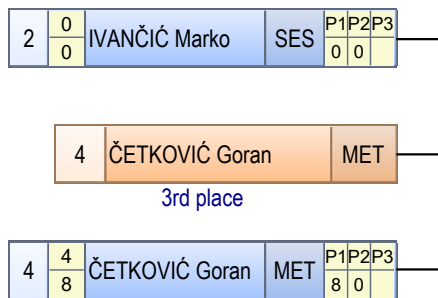 2 0 0 IVANČIĆ Marko SES P1 P2 P3 0 0
4 ČETKOVIĆ Goran MET
3rd place
4 4 8 ČETKOVIĆ Goran MET P1 P2 P3 8 0